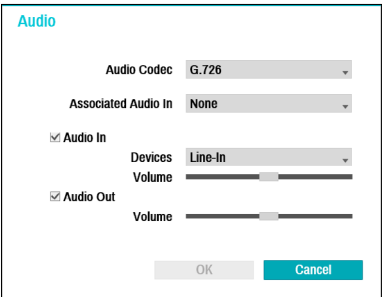 Audio
Audio Codec G.726
Associated Audio In None
Audio In
Devices Line-In
Volume
Audio Out
Volume
OK Cancel